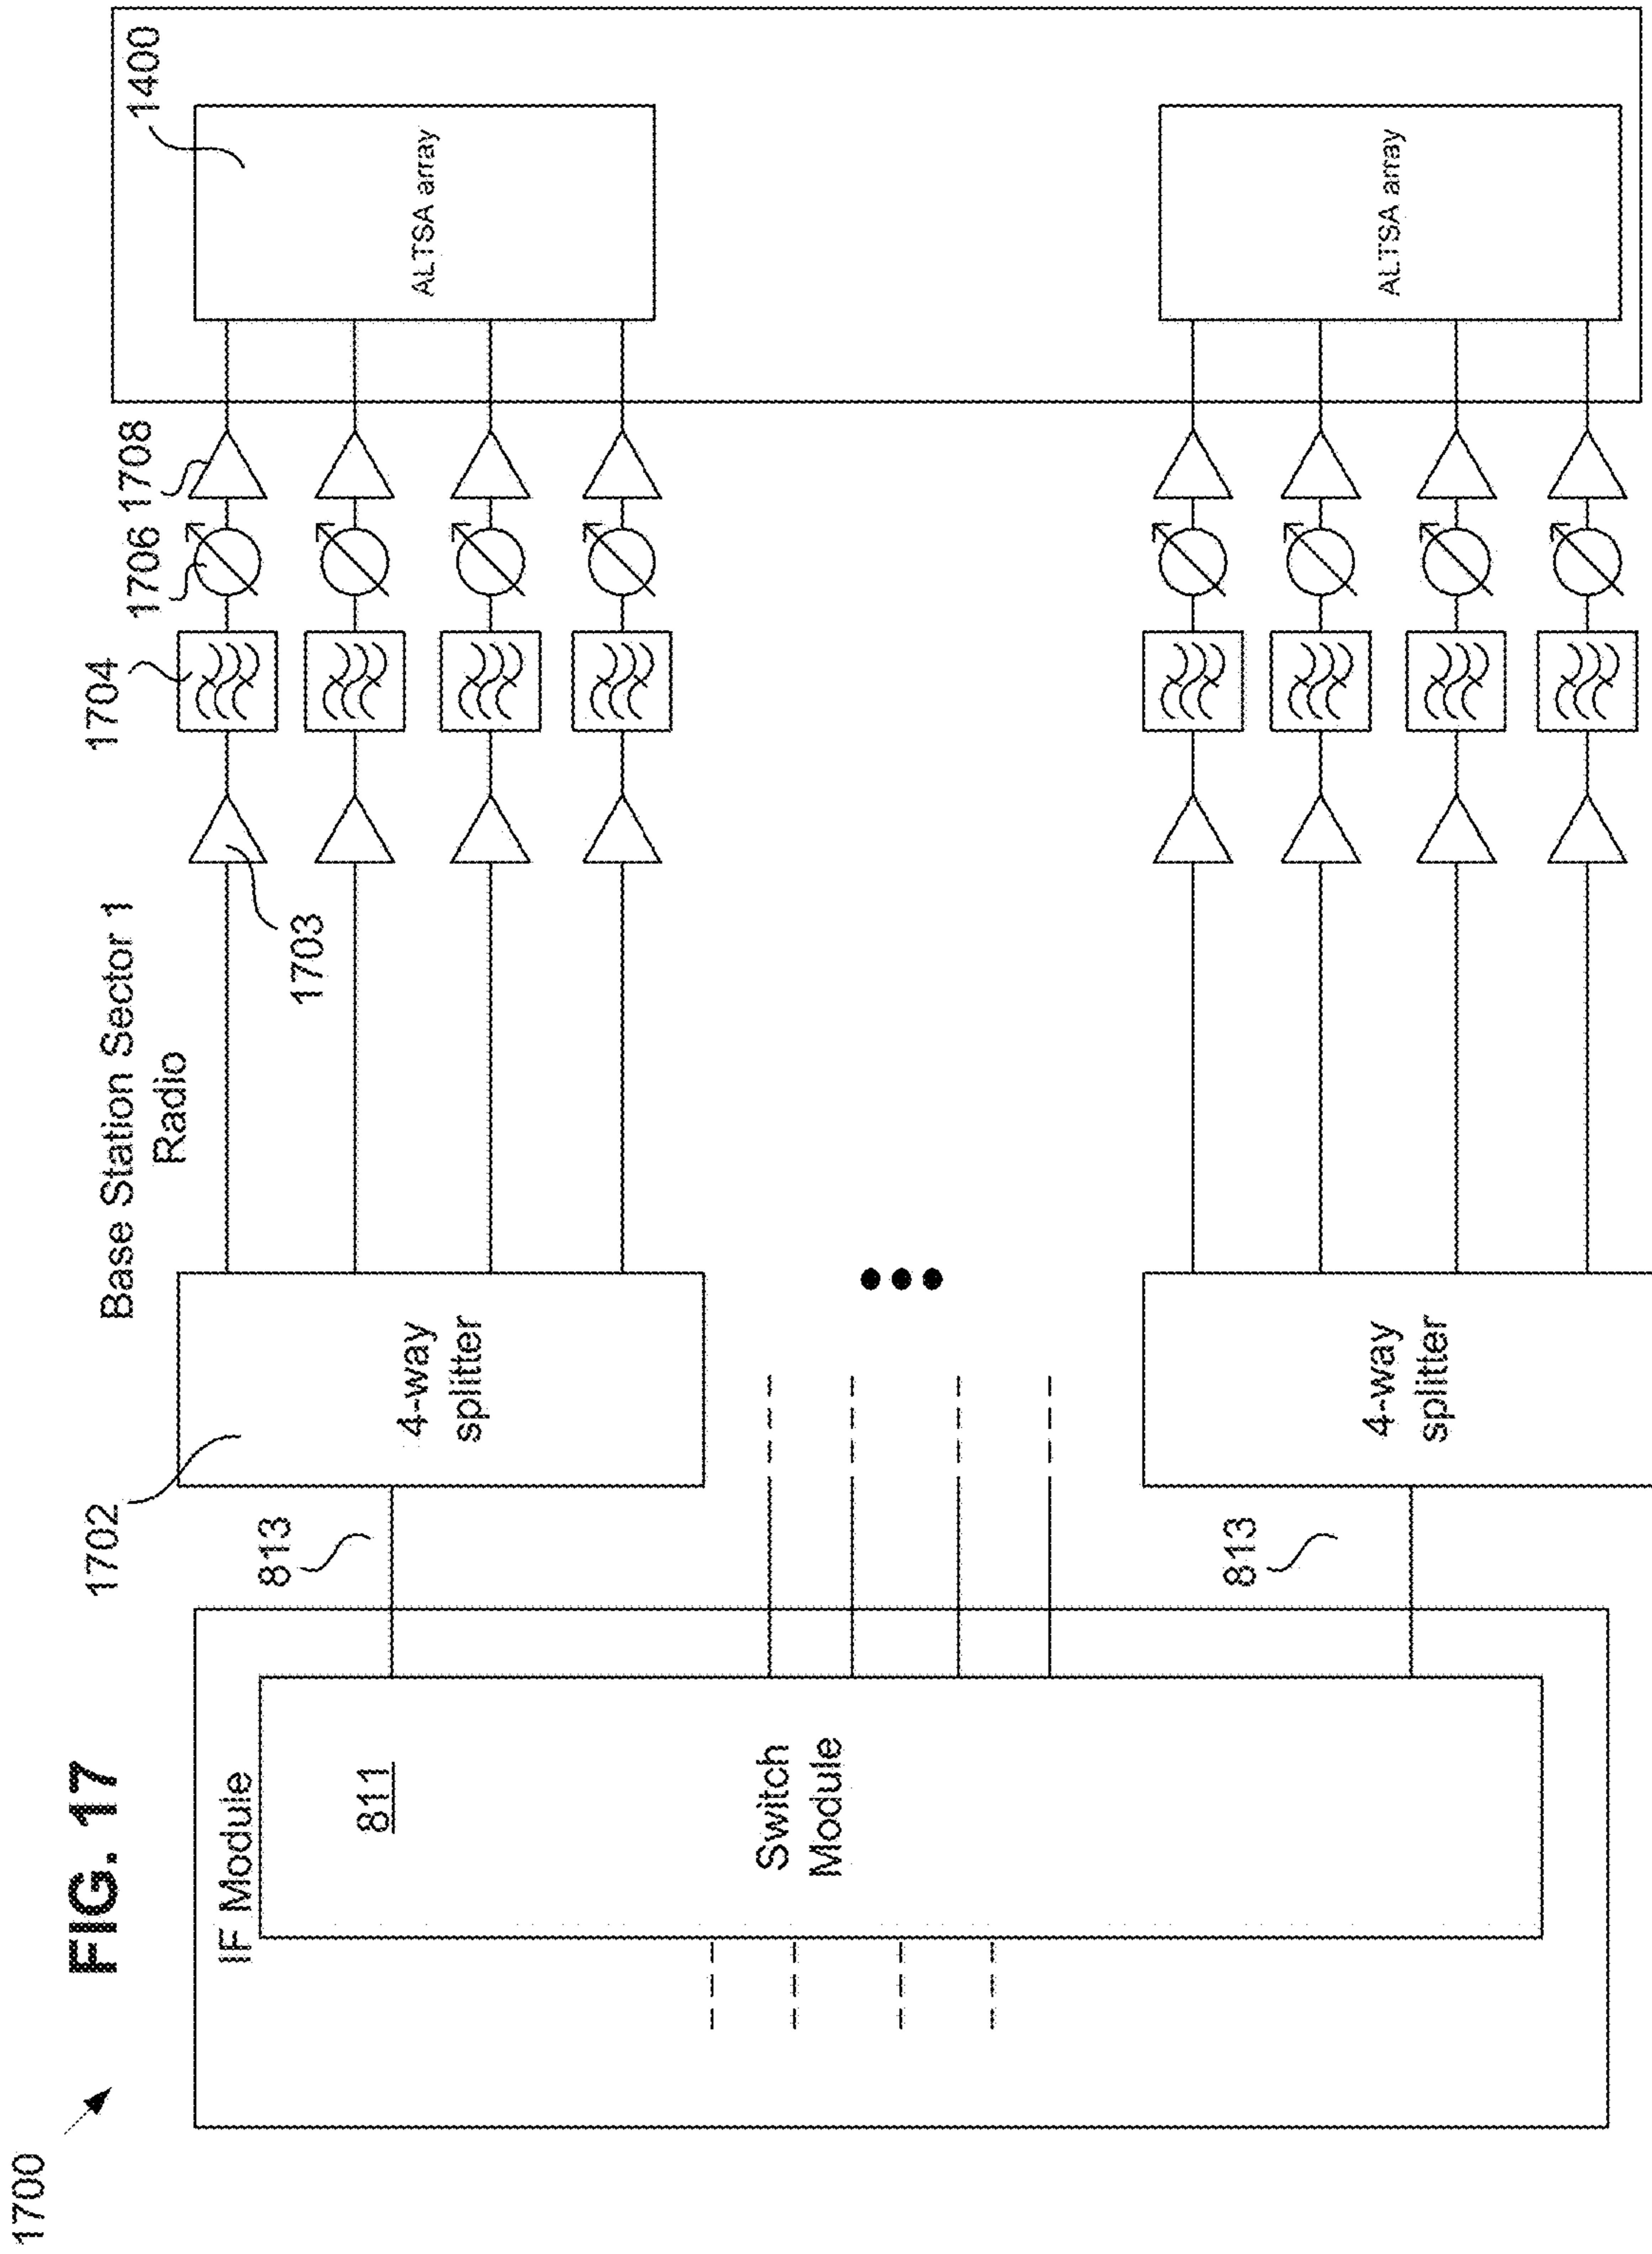 1700
FIG. 17
Base Station Sector 1
Radio
IF Module
811
Switch
Module
813
1702
4-way
splitter
1703
1704
1706
1708
1400
ALTSA array
813
4-way
splitter
ALTSA array